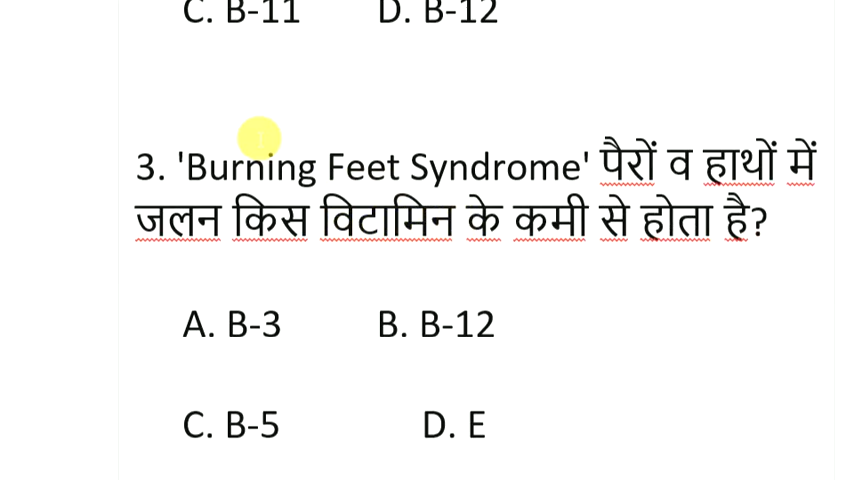 C. B-11 D. B-12
3. 'Burning Feet Syndrome' पैरों व हाथों में
जलन किस विटामिन के कमी से होता है?
A. B-3 B. B-12
C. B-5 D. E